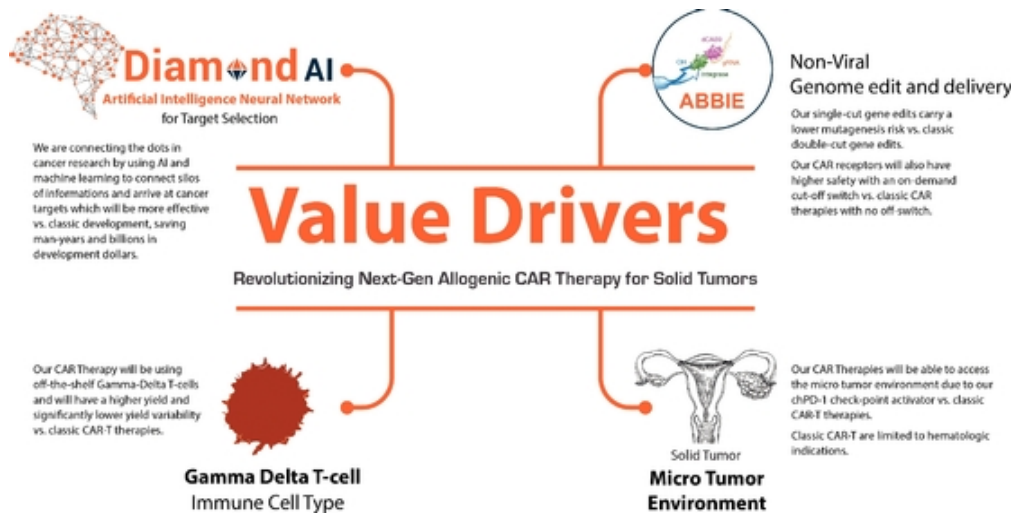 Diamond AI
Artificial Intelligence Neural Network
for Target Selection
We are connecting the dots in
cancer research by using AI and
machine learning to connect silos
of informations and arrive at cancer
targets which will be more effective
vs. classic development, saving
man-years and billions in
development dollars.
dCAS9
gRNA
integrase
ABBIE
Non-Viral
Genome edit and delivery
Our single-cut gene edits carry a
lower mutagenesis risk vs. classic
double-cut gene edits.
Our CAR receptors will also have
higher safety with an on-demand
cut-off switch vs. classic CAR
therapies with no off-switch.
Value Drivers
Revolutionizing Next-Gen Allogenic CAR Therapy for Solid Tumors
Our CAR Therapy will be using
off-the-shelf Gamma-Delta T-cells
and will have a higher yield and
significantly lower yield variability
vs. classic CAR-T therapies.
Gamma Delta T-cell
Immune Cell Type
Solid Tumor
Micro Tumor
Environment
Our CAR Therapies will be able to access
the micro tumor environment due to our
chPD-1 check-point activator vs. classic
CAR-T therapies.
Classic CAR-T are limited to hematologic
indications.